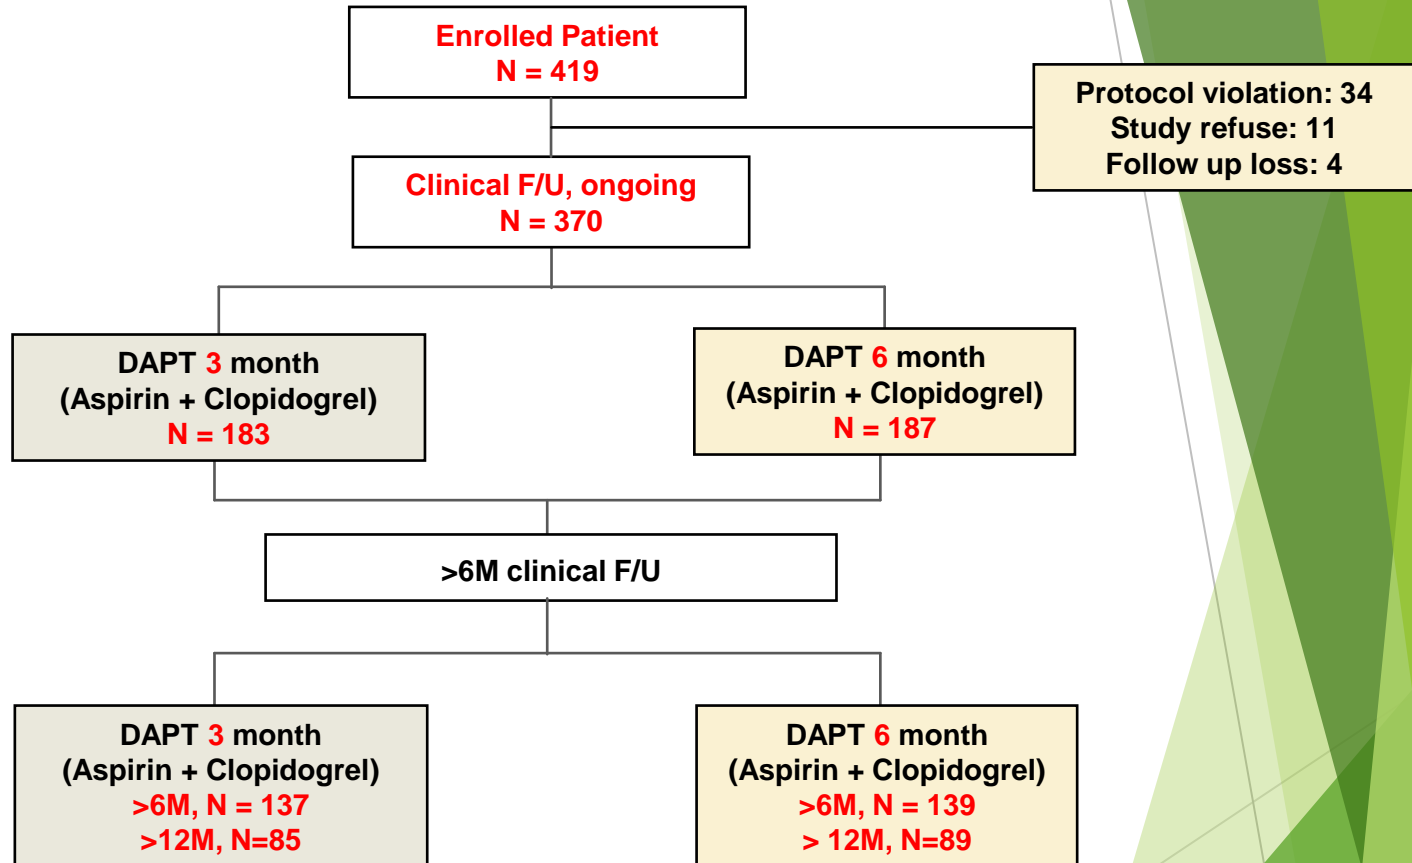 Enrolled Patient
N = 419
Protocol violation: 34
Study refuse: 11
Follow up loss: 4
Clinical F/U, ongoing
N = 370
DAPT 3 month
(Aspirin + Clopidogrel)
N = 183
DAPT 6 month
(Aspirin + Clopidogrel)
N = 187
>6M clinical F/U
DAPT 3 month
(Aspirin + Clopidogrel)
>6M, N = 137
>12M, N=85
DAPT 6 month
(Aspirin + Clopidogrel)
>6M, N = 139
> 12M, N=89